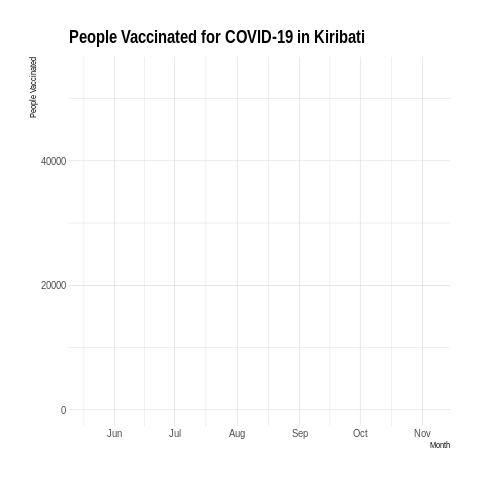 People Vaccinated for COVID-19 in Kiribati
People Vaccinated
40000
20000
0
Jun Jul Aug Sep Oct Nov
Month